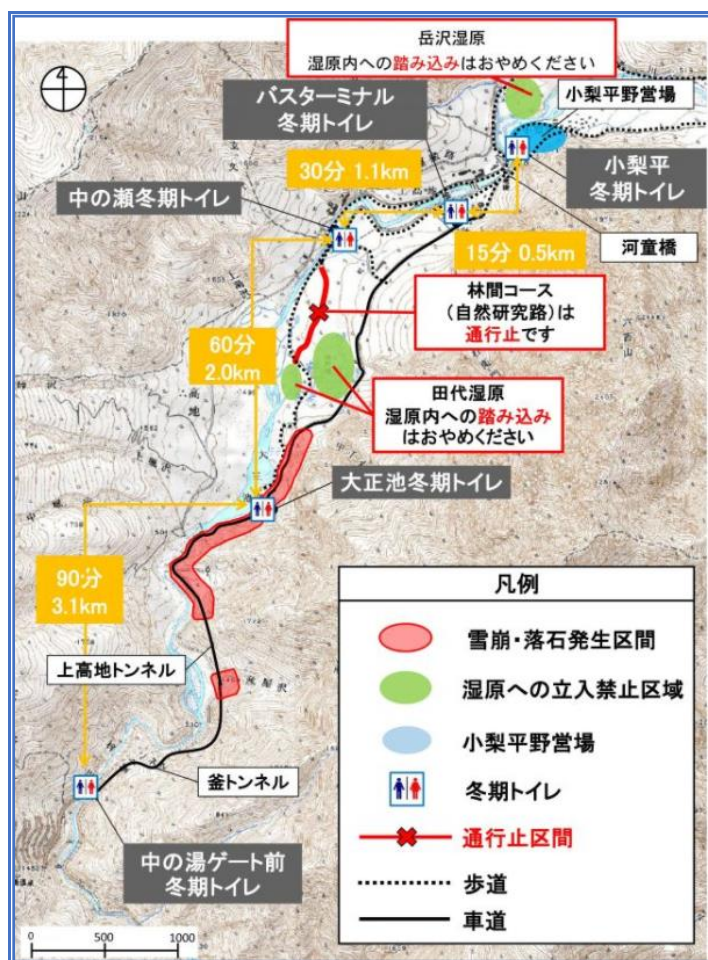 岳沢湿原
湿原内への踏み込みはおやめください
バスターミナル
冬期トイレ
小梨平野営場
30分 1.1km
小梨平
冬期トイレ
中の瀬冬期トイレ
河童橋
15分 0.5km
林間コース
(自然研究路)は
通行止です
60分
2.0km
田代湿原
湿原内への踏み込み
はおやめください
大正池冬期トイレ
90分
3.1km
上高地トンネル
釜トンネル
中の湯ゲート前
冬期トイレ
凡例
雪崩・落石発生区間
湿原への立入禁止区域
小梨平野営場
冬期トイレ
通行止区間
歩道
車道
0 500 1000